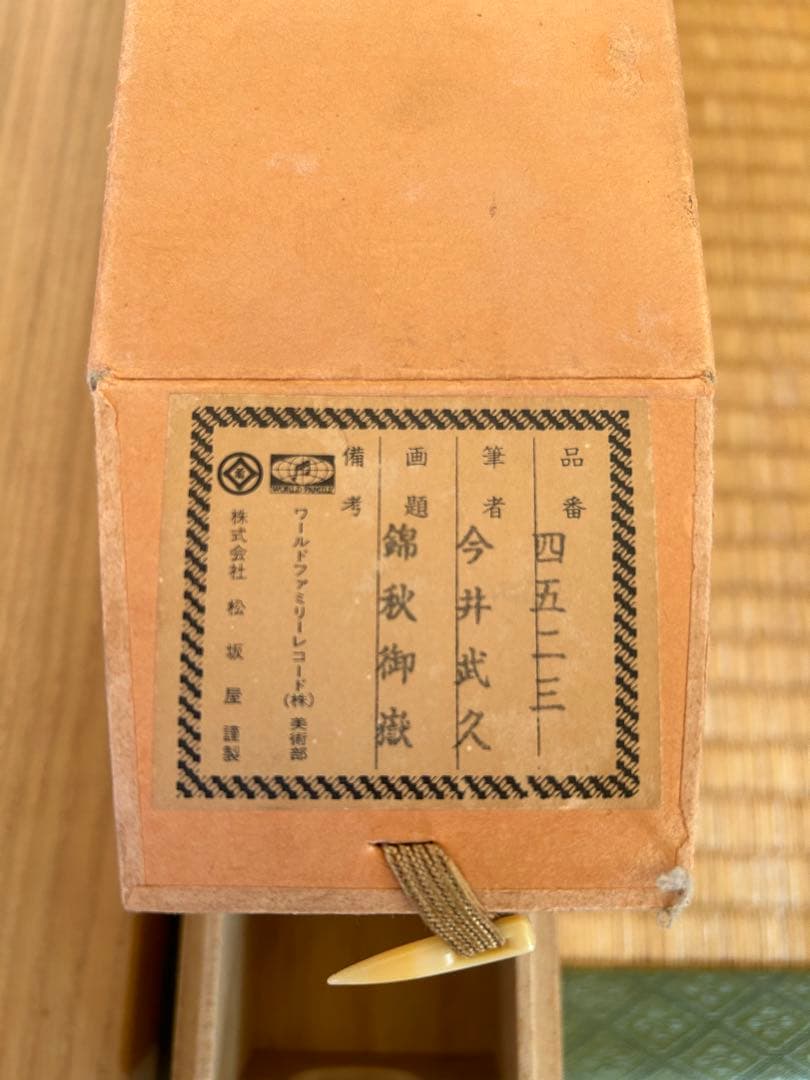 品番 四五二三
筆者 今井武久
画題 錦秋御嶽
備考
WORLD FAMILY
ワールドファミリーレコード(株) 美術部
株式会社 松坂屋 謹製